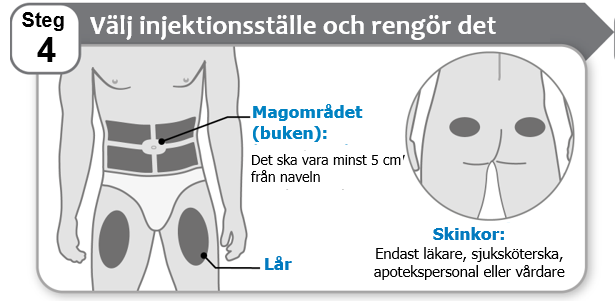 Steg
4
Välj injektionsställe och rengör det
Magområdet
(buken):
Det ska vara minst 5 cm
från naveln
Lår
Skinkor:
Endast läkare, sjuksköterska,
apotekspersonal eller vårdare